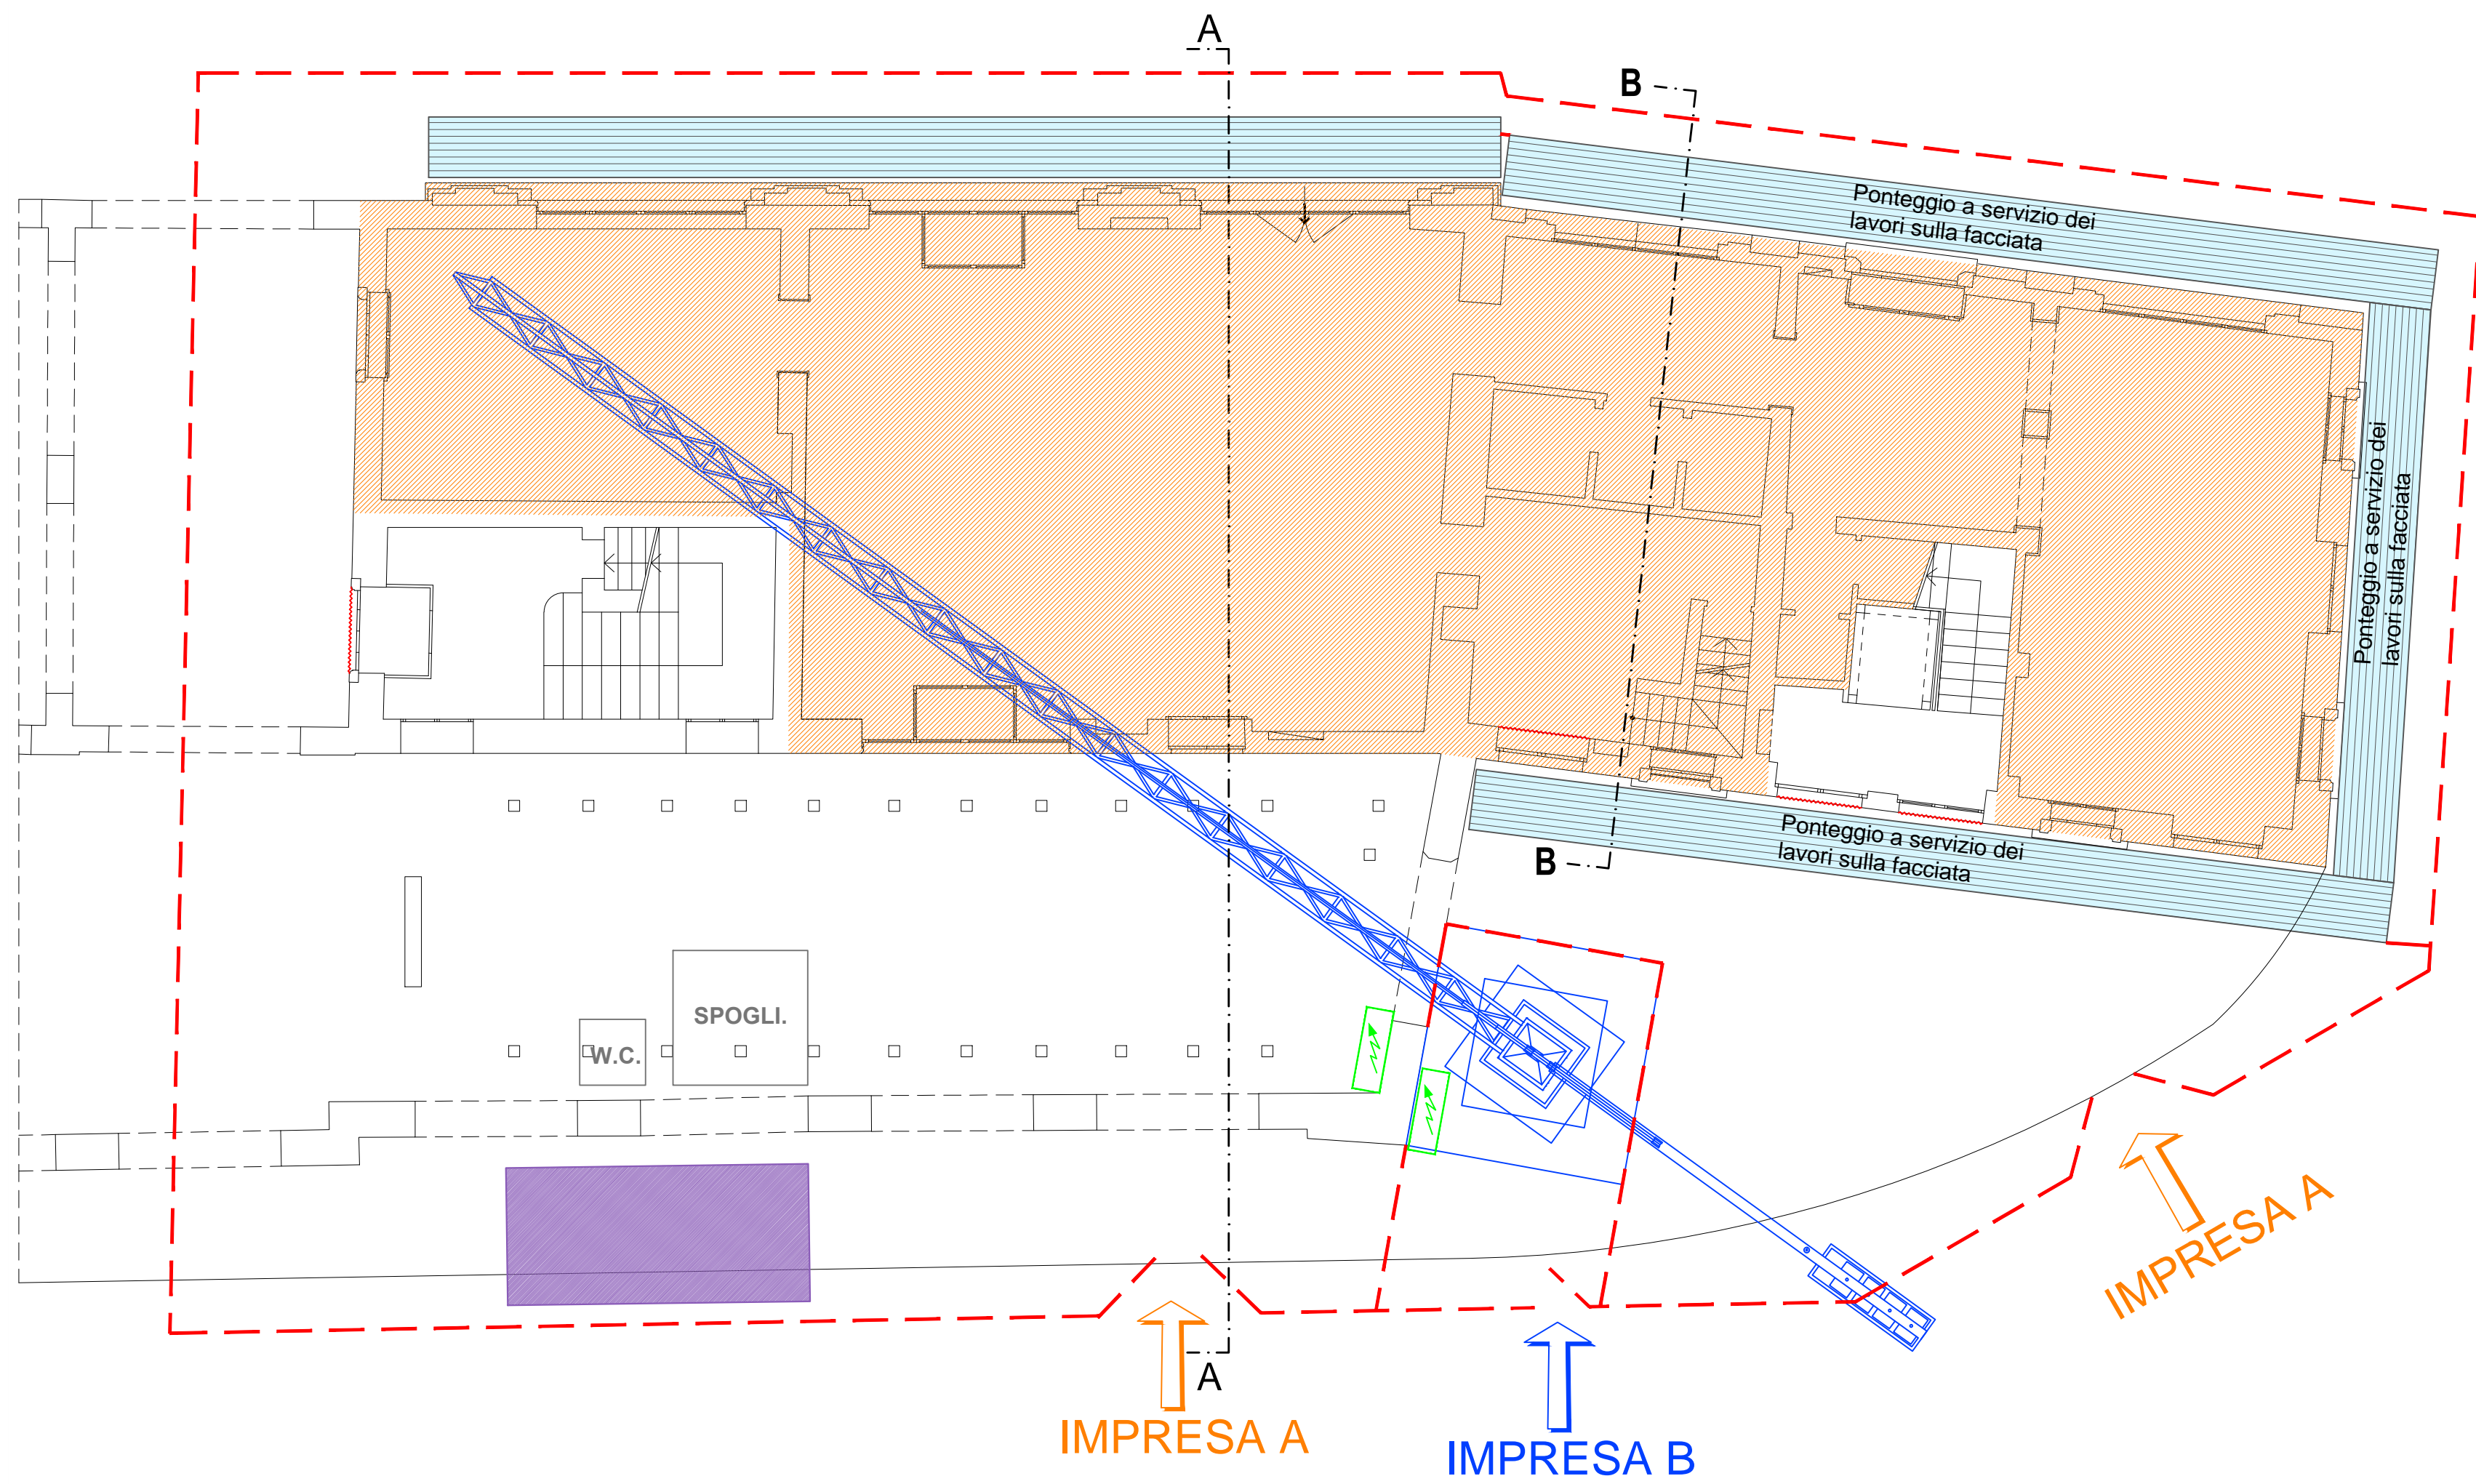 A
B
Ponteggio a servizio dei
lavori sulla facciata
Ponteggio a servizio dei
lavori sulla facciata
Ponteggio a servizio dei
lavori sulla facciata
B
SPOGLI.
W.C.
A
IMPRESA A
IMPRESA B
IMPRESA A